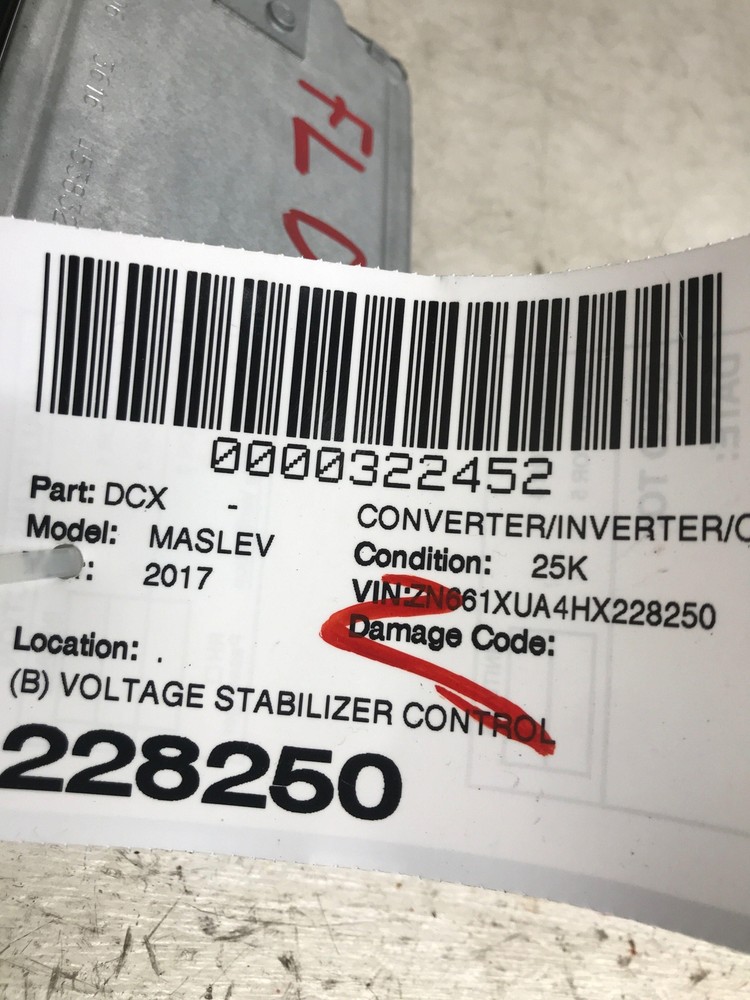 FL
0000322452
Part: DCX -
CONVERTER/INVERTER/
Model: MASLEV
Condition: 25K
: 2017
VIN:ZN661XUA4HX228250
Damage Code:
Location: .
(B) VOLTAGE STABILIZER CONTROL
228250